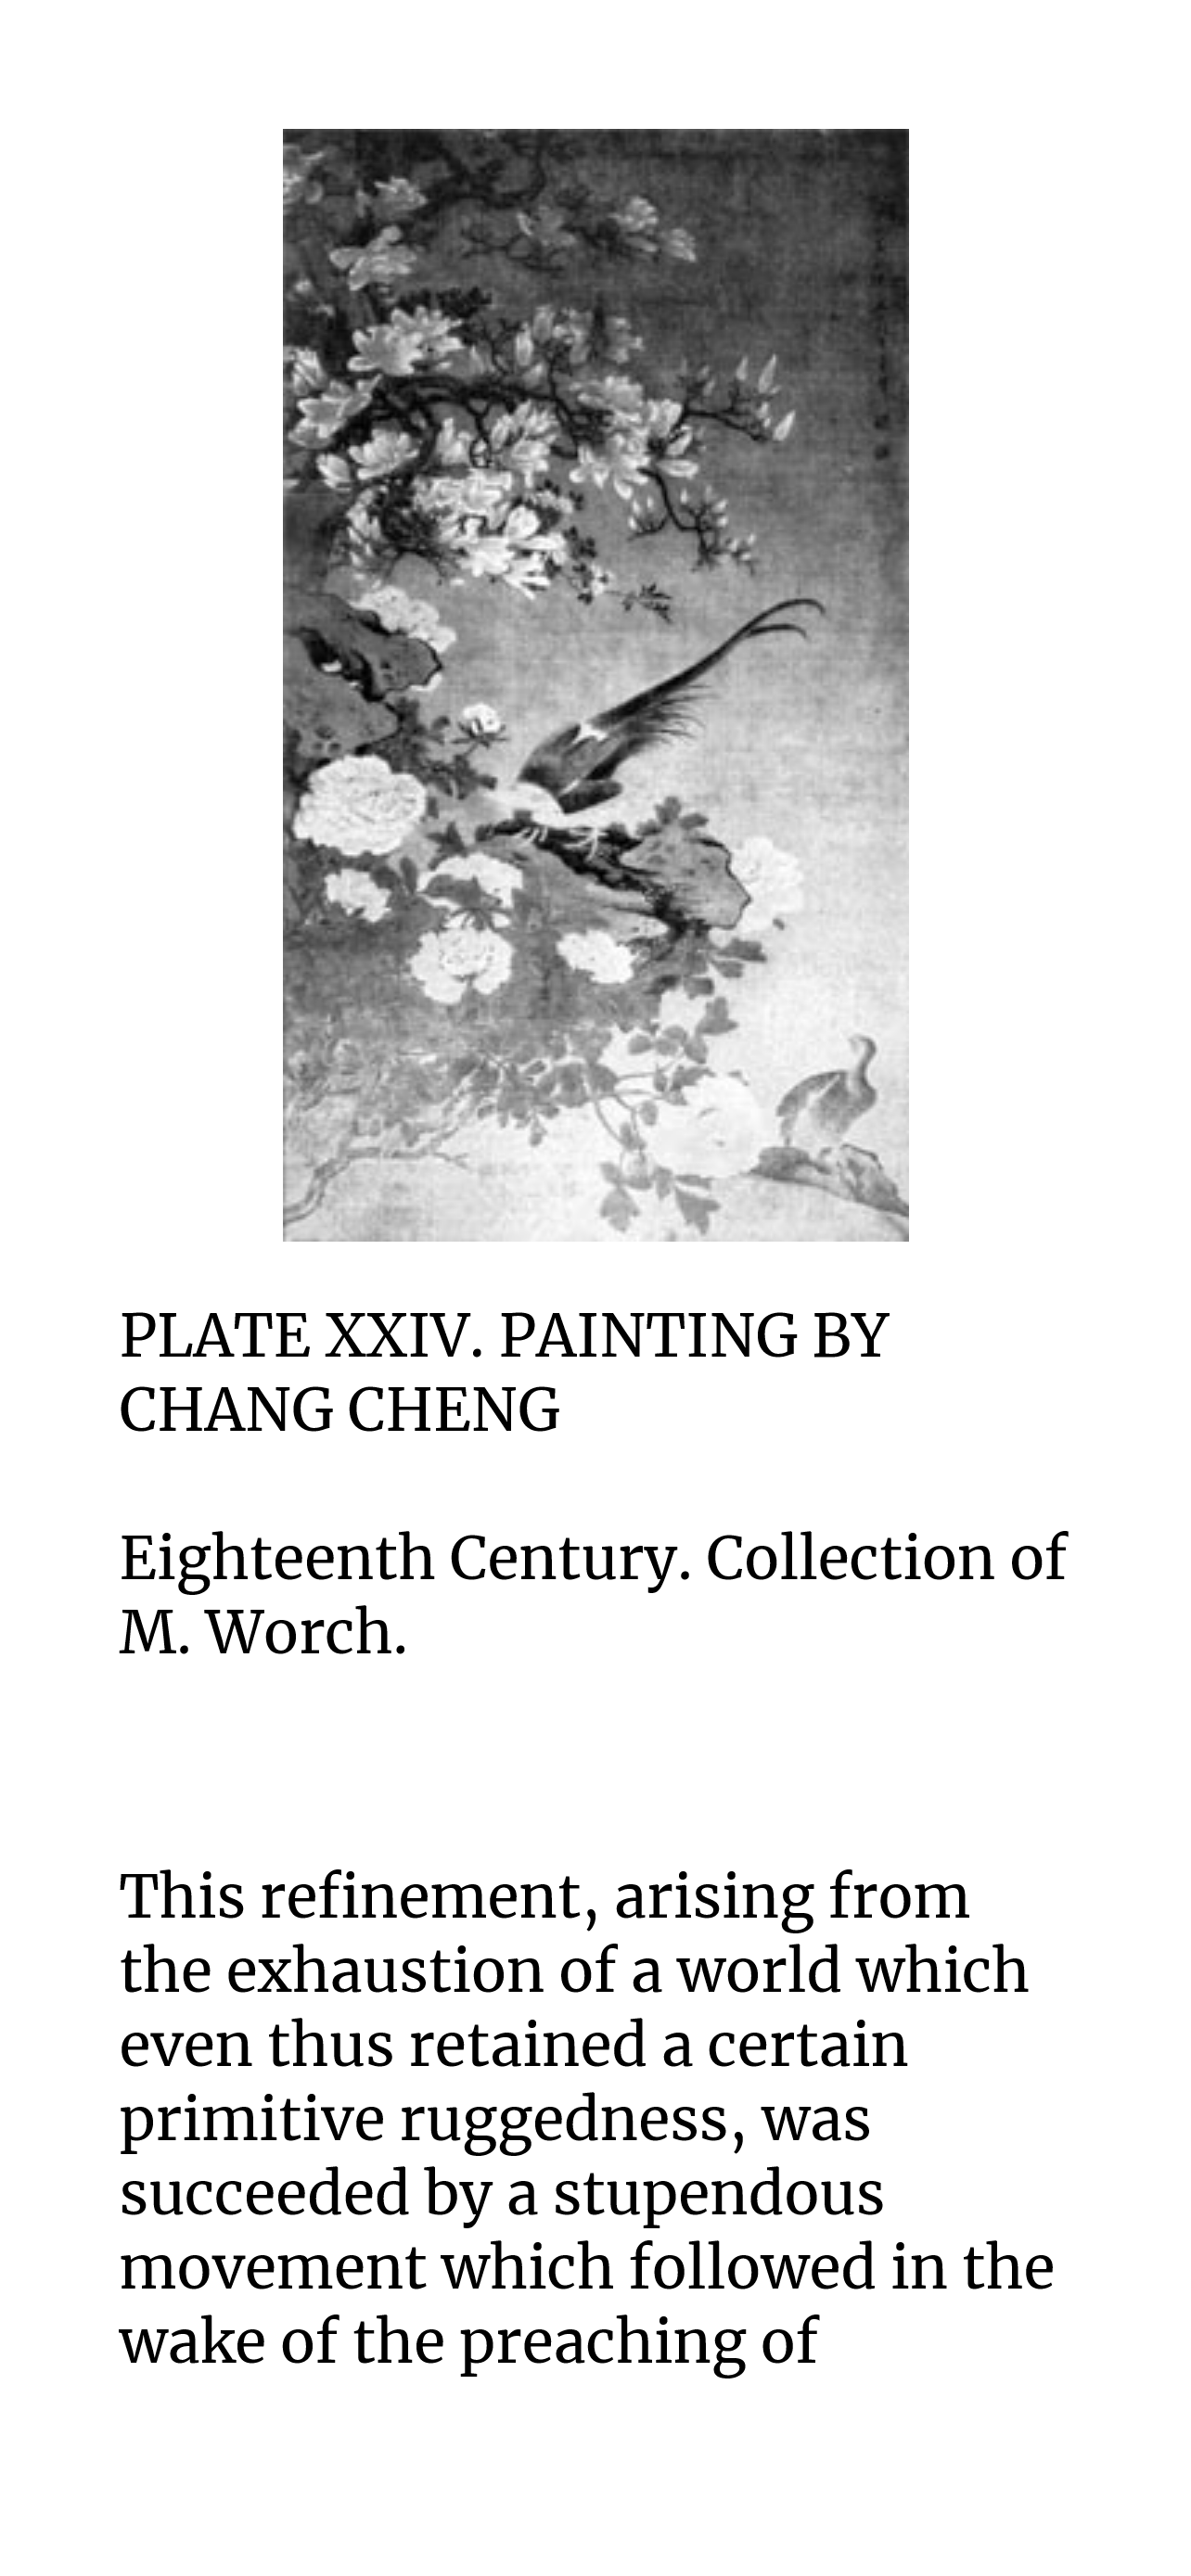 PLATE XXIV. PAINTING BY
CHANG CHENG
Eighteenth Century. Collection of
M. Worch.
This refinement, arising from
the exhaustion of a world which
even thus retained a certain
primitive ruggedness, was
succeeded by a stupendous
movement which followed in the
wake of the preaching of